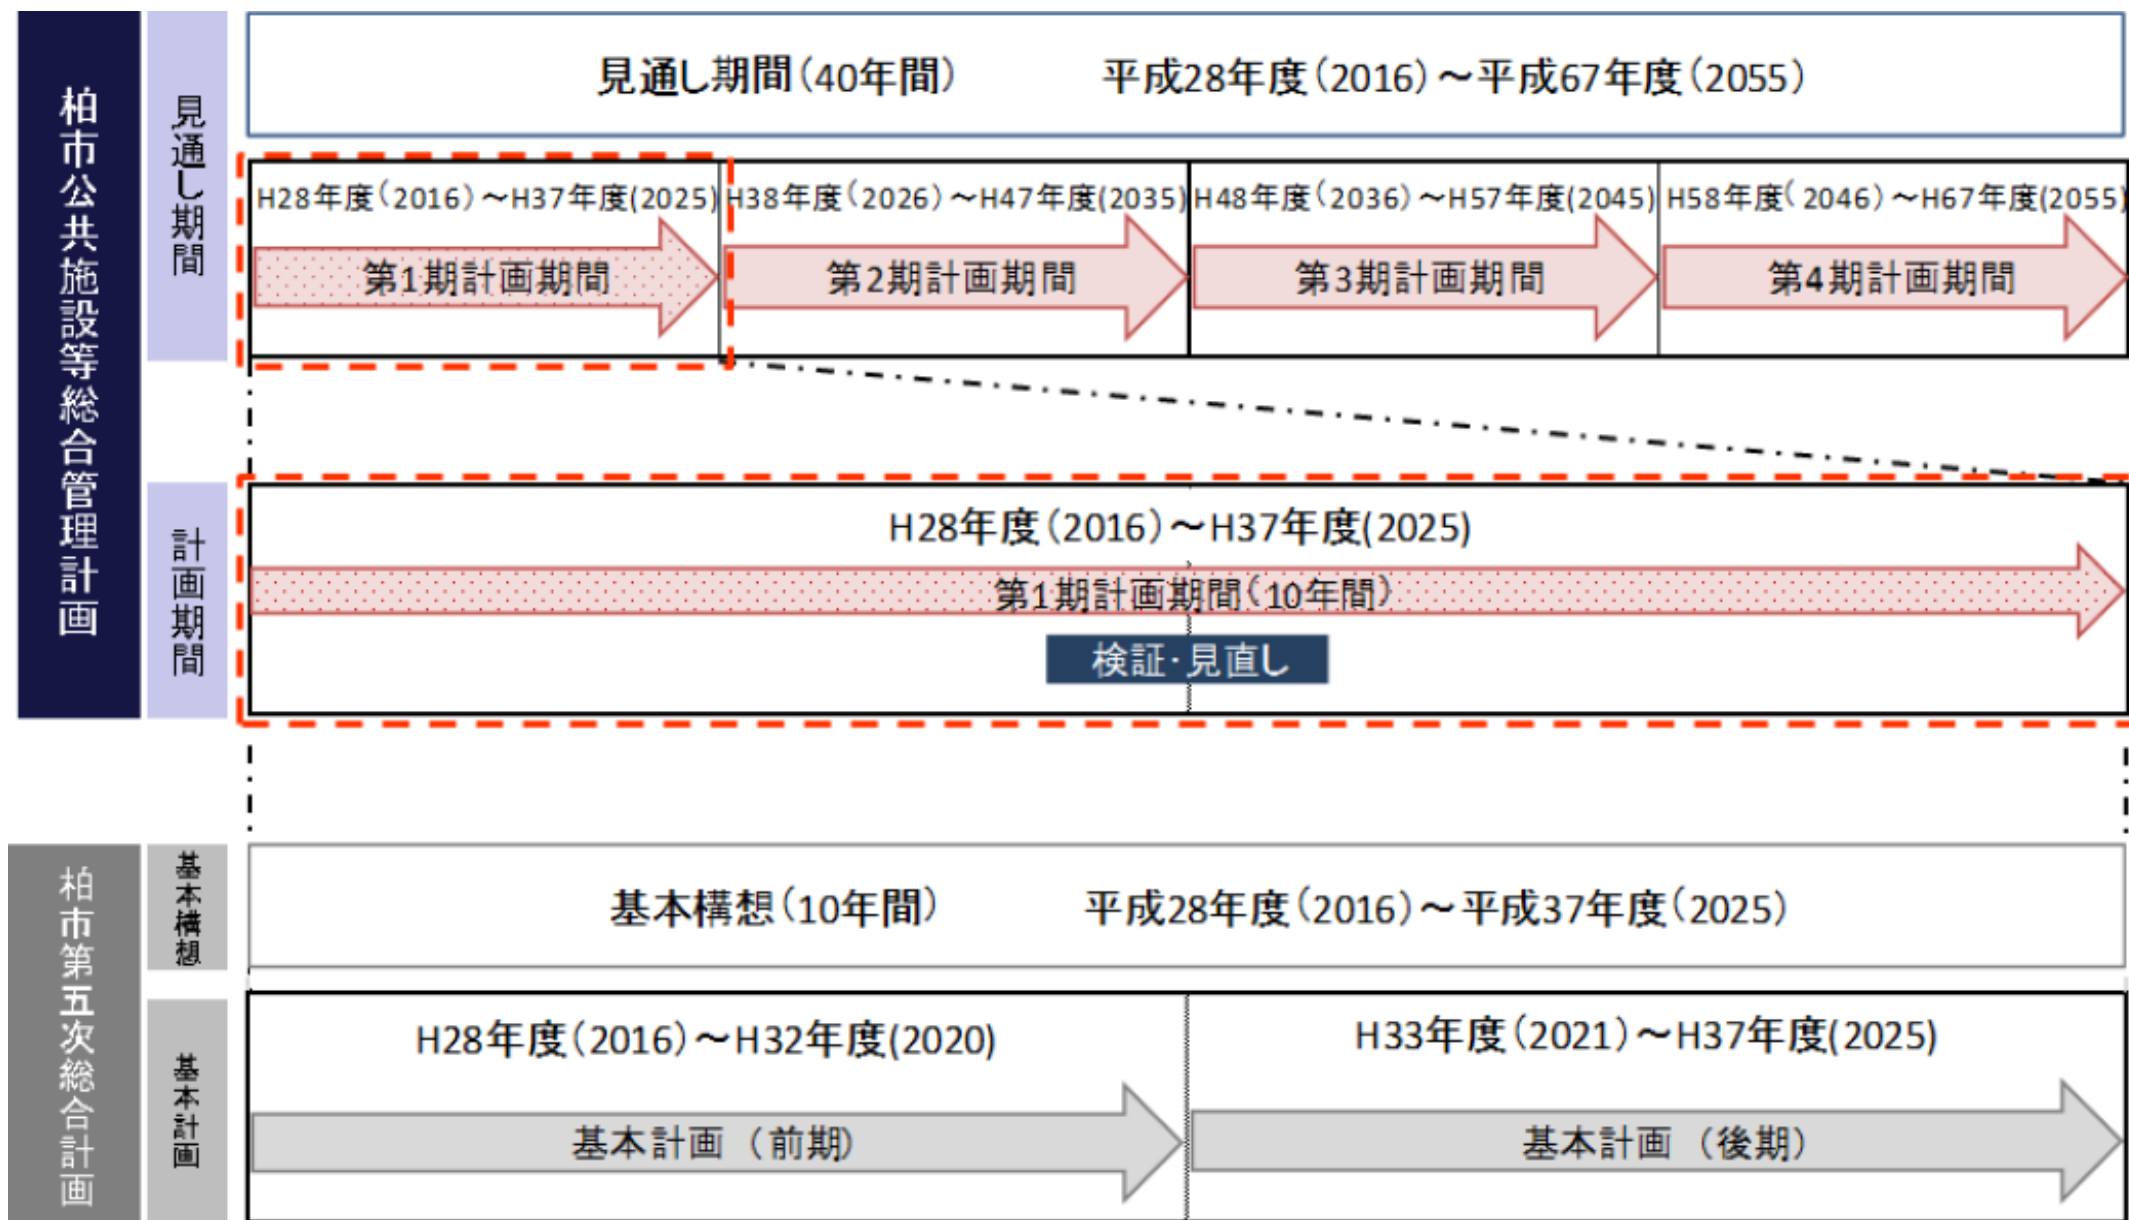 柏市公共施設等総合管理計画
見通し期間
見通し期間(40年間) 平成28年度(2016)～平成67年度(2055)
H28年度(2016)～H37年度(2025)
H38年度(2026)～H47年度(2035)
H48年度(2036)～H57年度(2045)
H58年度(2046)～H67年度(2055)
第1期計画期間
第2期計画期間
第3期計画期間
第4期計画期間
計画期間
H28年度(2016)～H37年度(2025)
第1期計画期間(10年間)
検証・見直し
柏市第五次総合計画
基本構想
基本構想(10年間) 平成28年度(2016)～平成37年度(2025)
基本計画
H28年度(2016)～H32年度(2020)
H33年度(2021)～H37年度(2025)
基本計画（前期）
基本計画（後期）